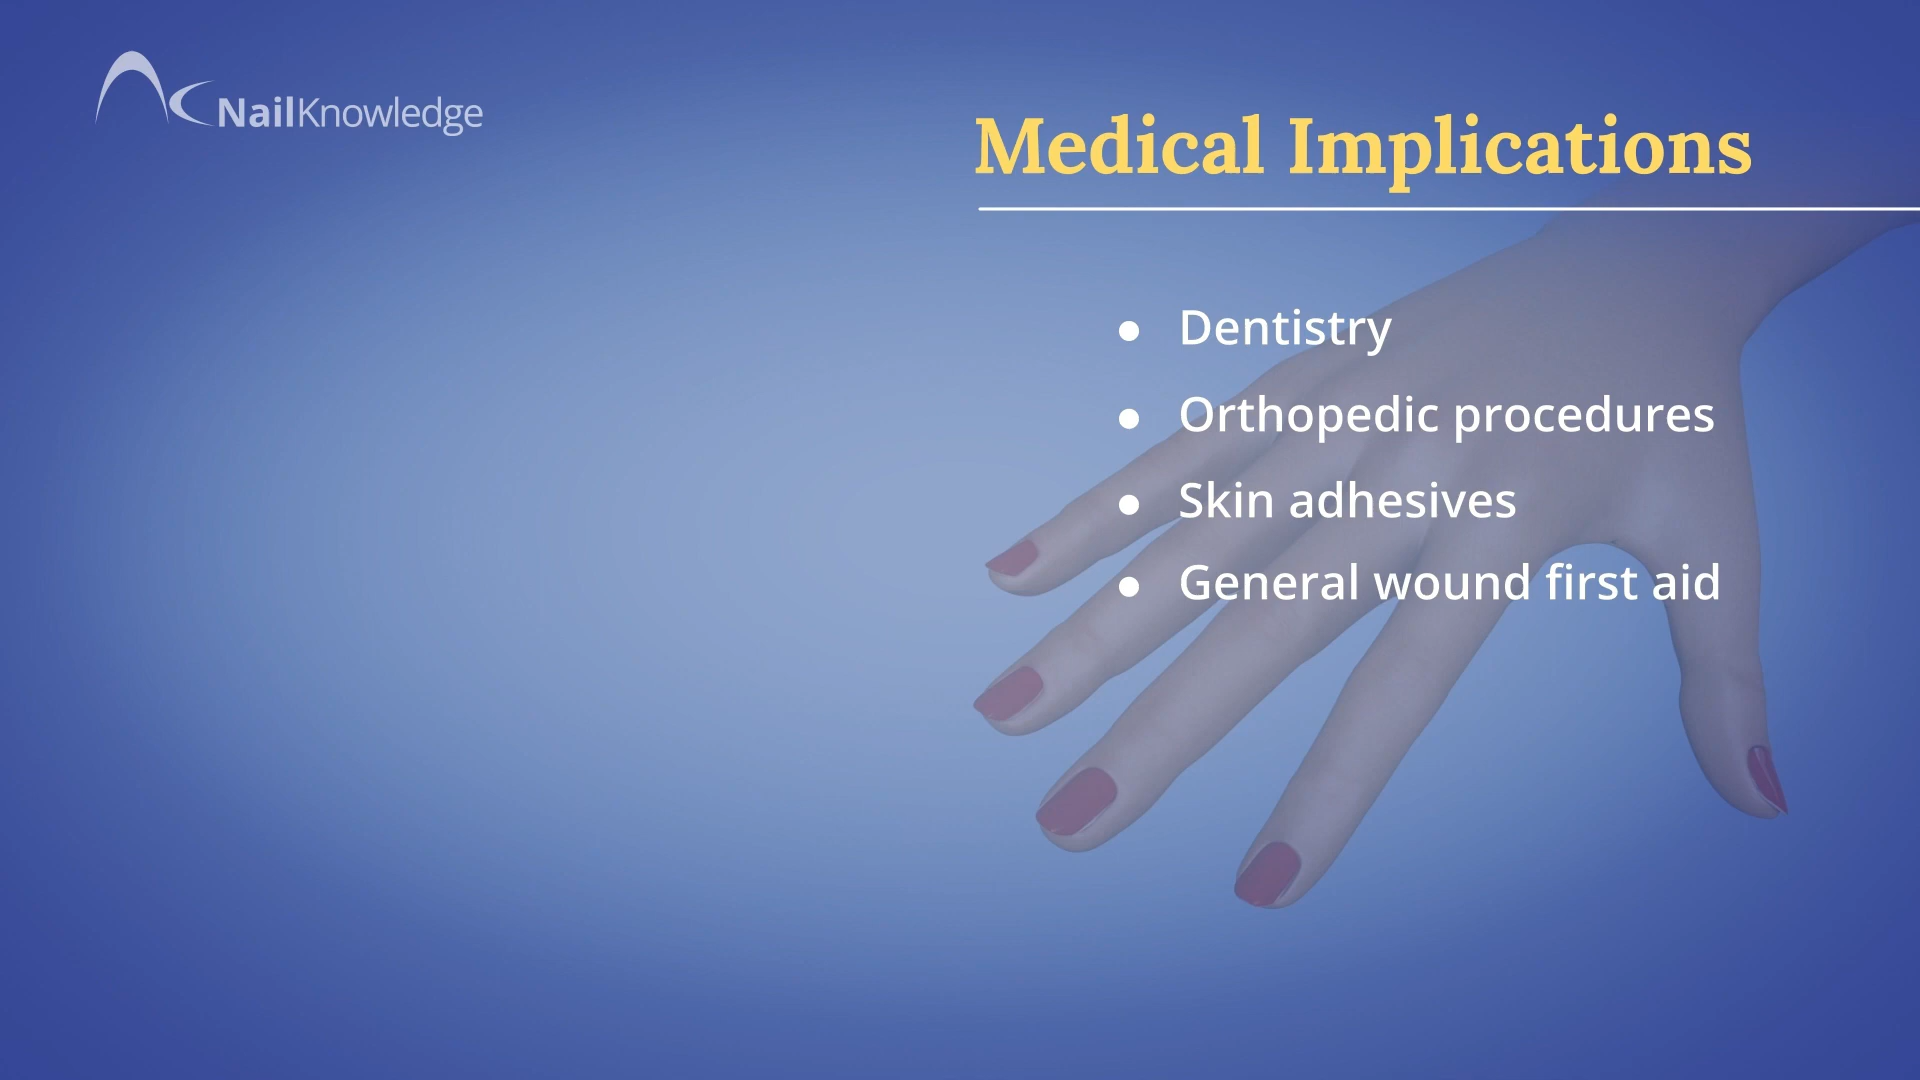 NailKnowledge
Medical Implications
• Dentistry
• Orthopedic procedures
• Skin adhesives
• General wound first aid